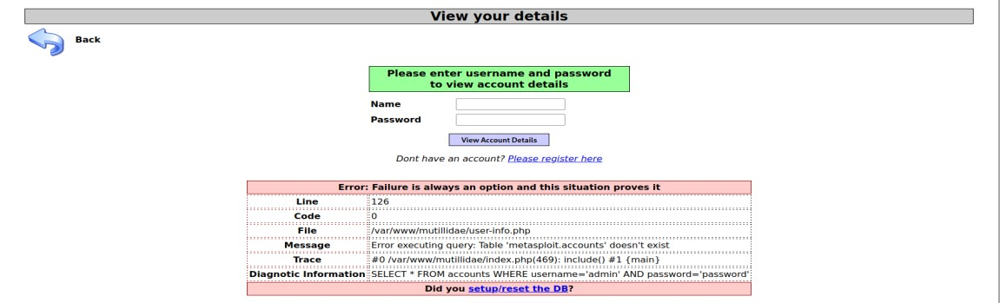 View your details
Back
Please enter username and password
to view account details
Name
Password
View Account Details
Dont have an account? Please register here
Error: Failure is always an option and this situation proves it
Line 126
Code 0
File /var/www/mutillidae/user-info.php
Message Error executing query: Table 'metasploit.accounts' doesn't exist
Trace #0 /var/www/mutillidae/index.php(469): include() #1 {main}
Diagnostic Information SELECT * FROM accounts WHERE username='admin' AND password='password'
Did you setup/reset the DB?